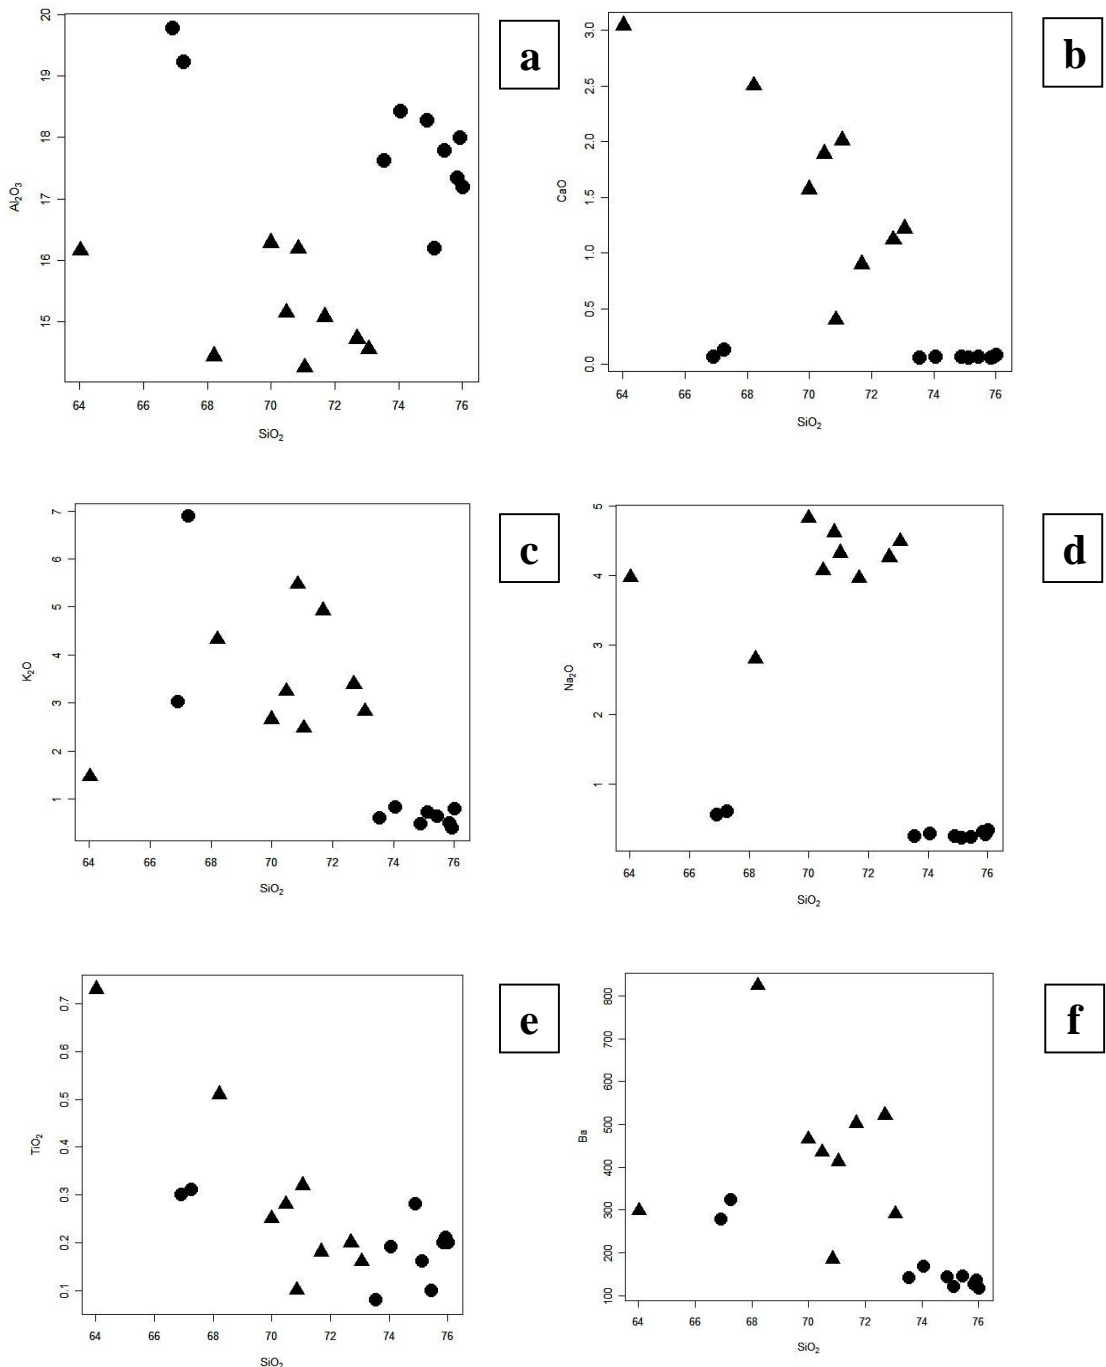 20
19
18
17
16
15
Al₂O₃
64 66 68 70 72 74 76
SiO₂
a
3.0
2.5
2.0
1.5
1.0
0.5
0.0
CaO
64 66 68 70 72 74 76
SiO₂
b
7
6
5
4
3
2
1
K₂O
64 66 68 70 72 74 76
SiO₂
c
5
4
3
2
1
Na₂O
64 66 68 70 72 74 76
SiO₂
d
0.7
0.6
0.5
0.4
0.3
0.2
0.1
TiO₂
64 66 68 70 72 74 76
SiO₂
e
800
700
600
500
400
300
200
100
Ba
64 66 68 70 72 74 76
SiO₂
f